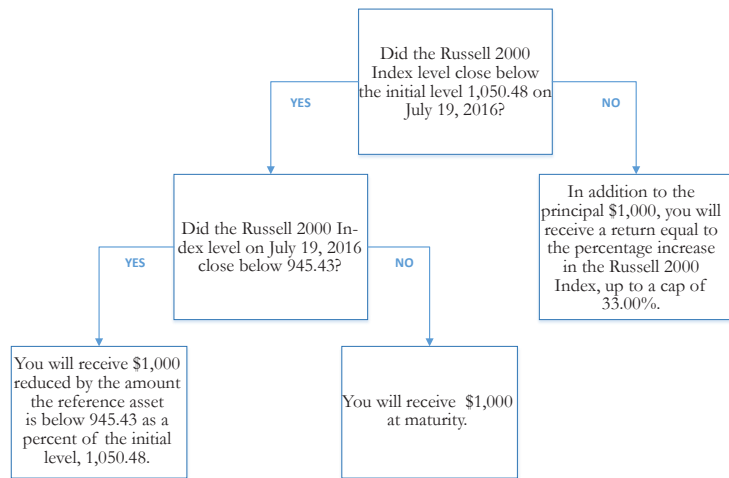 Did the Russell 2000
Index level close below
the initial level 1,050.48 on
July 19, 2016?
YES
NO
Did the Russell 2000 In-
dex level on July 19, 2016
close below 945.43?
In addition to the
principal $1,000, you will
receive a return equal to
the percentage increase
in the Russell 2000
Index, up to a cap of
33.00%.
YES
NO
You will receive $1,000
reduced by the amount
the reference asset
is below 945.43 as a
percent of the initial
level, 1,050.48.
You will receive $1,000
at maturity.